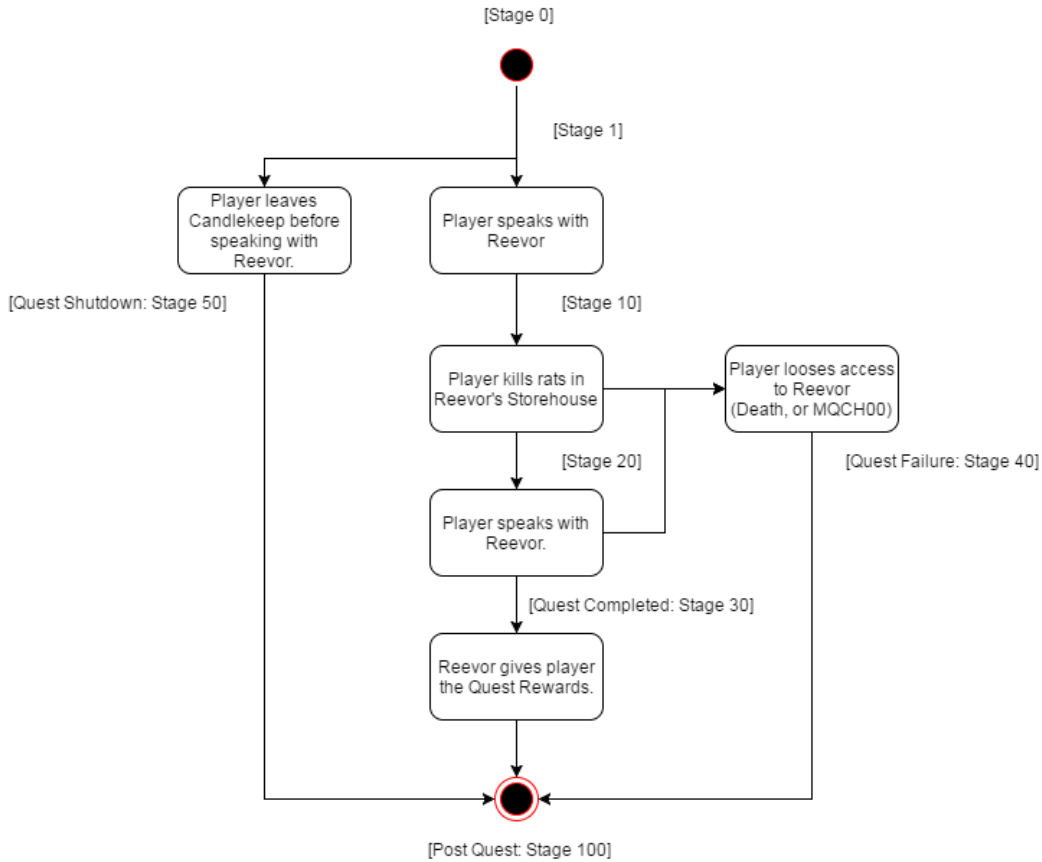 [Stage 0]
[Stage 1]
Player leaves
Candlekeep before
speaking with
Reevor.
Player speaks with
Reevor
[Quest Shutdown: Stage 50]
[Stage 10]
Player kills rats in
Reevor's Storehouse
Player looses access
to Reevor
(Death, or MQCH00)
[Stage 20]
[Quest Failure: Stage 40]
Player speaks with
Reevor.
[Quest Completed: Stage 30]
Reevor gives player
the Quest Rewards.
[Post Quest: Stage 100]